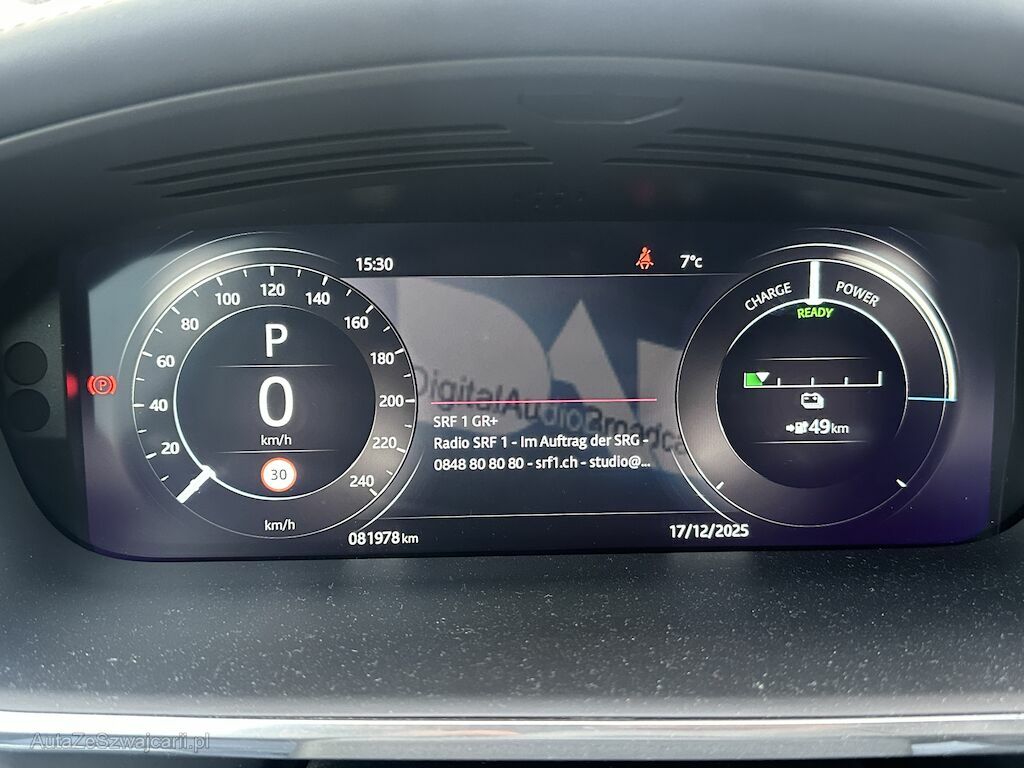 15:30
7°c
20
40
60
80
100
120
140
160
180
200
220
240
P
0
km/h
30
km/h
DigitalAudioBroadca
SRF 1 GR+
Radio SRF 1 - Im Auftrag der SRG -
0848 80 80 80 - srf1.ch - studio@...
CHARGE
POWER
READY
49km
081978 km
17/12/2025
(P)
AutaZeSzwajcarii.pl